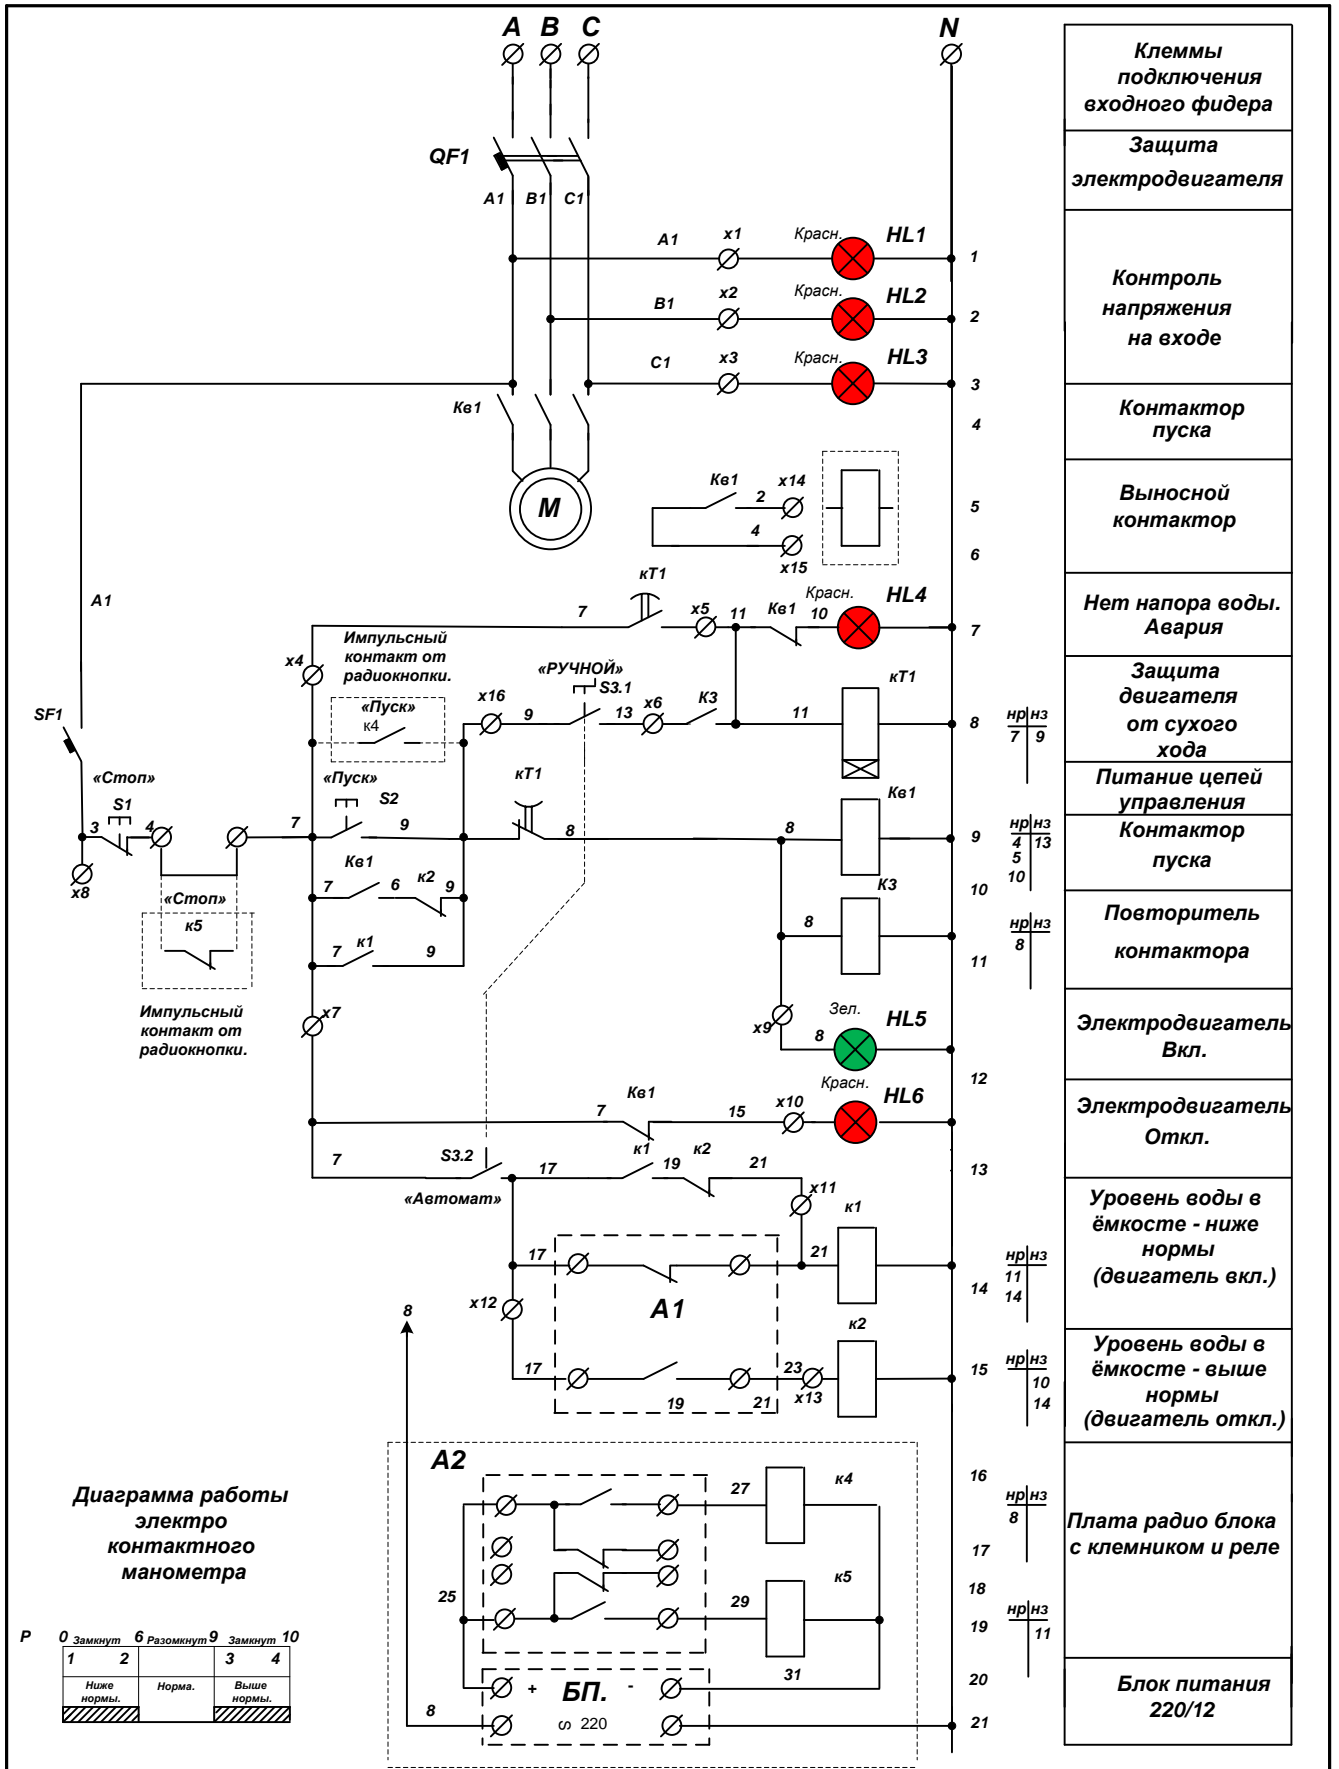 A B C N
Клеммы
подключения
входного фидера
QF1
Защита
электродвигателя
A1 B1 C1
A1 x1 Красн. HL1 1
B1 x2 Красн. HL2 2
C1 x3 Красн. HL3 3
Контроль
напряжения
на входе
Кв1 4
Контактор
пуска
М
Кв1 2 x14 5
4 x15 6
Выносной
контактор
A1
7 кТ1 x5 11 Кв1 10 Красн. HL4 7
Нет напора воды.
Авария
x4
Импульсный
контакт от
радиокнопки.
«Пуск»
к4
x16 9 «РУЧНОЙ» S3.1 13 x6 К3 11 кТ1 8
нр нз
7 9
Защита
двигателя
от сухого
хода
SF1
Питание цепей
управления
«Стоп»
S1
3 4
x8
7 «Пуск» S2 9 кТ1 8 8 Кв1 9
нр нз
4 13
5
10
Контактор
пуска
7 Кв1 6 к2 9 10
8 К3 11
нр нз
8
Повторитель
контактора
7 к1 9
«Стоп»
к5
Импульсный
контакт от
радиокнопки.
x7
x9 8 Зел. HL5
Электродвигатель
Вкл.
12
7 Кв1 15 x10 Красн. HL6
Электродвигатель
Откл.
7 S3.2 17 к1 19 к2 21 13
«Автомат»
x11
17 А1 21 к1 14
нр нз
11
14
Уровень воды в
ёмкосте - ниже
нормы
(двигатель вкл.)
x12
8
17 19 21 23 x13 к2 15
нр нз
10
14
Уровень воды в
ёмкосте - выше
нормы
(двигатель откл.)
А2
27 к4 16
нр нз
8
17
18
25 29 к5 19
нр нз
11
Плата радио блока
с клемником и реле
31 20
+ БП. -
8 ∽ 220 21
Блок питания
220/12
Диаграмма работы
электро
контактного
манометра
P 0 Замкнут 6 Разомкнут 9 Замкнут 10
1 2 3 4
Ниже
нормы.
Норма.
Выше
нормы.